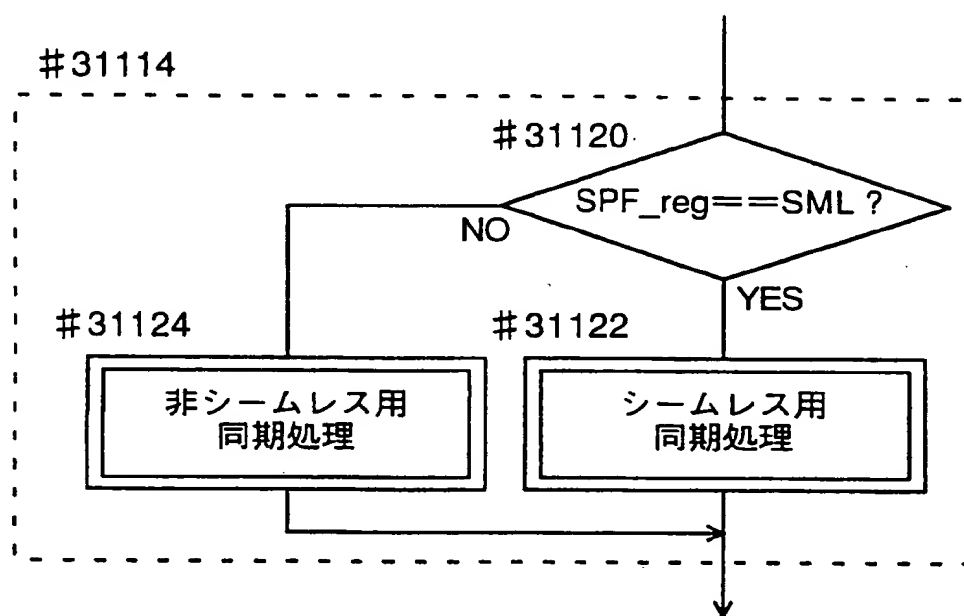 #31114
#31120
SPF_reg==SML ?
NO
YES
#31124
#31122
非シームレス用
同期処理
シームレス用
同期処理